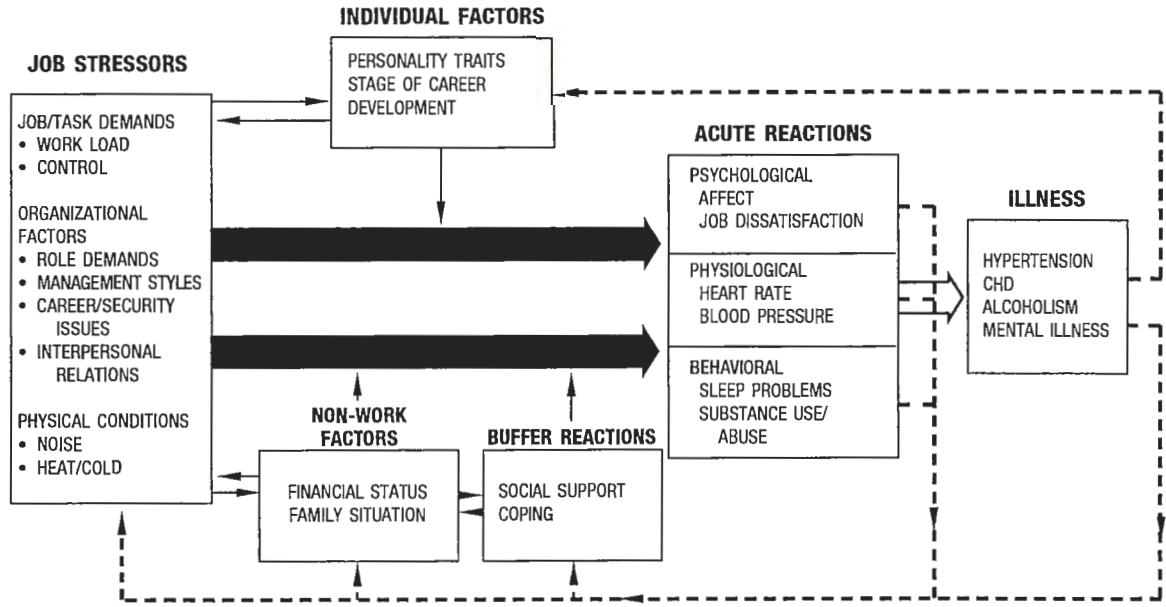 INDIVIDUAL FACTORS
PERSONALITY TRAITS
STAGE OF CAREER
DEVELOPMENT
JOB STRESSORS
JOB/TASK DEMANDS
• WORK LOAD
• CONTROL
ORGANIZATIONAL
FACTORS
• ROLE DEMANDS
• MANAGEMENT STYLES
• CAREER/SECURITY
ISSUES
• INTERPERSONAL
RELATIONS
PHYSICAL CONDITIONS
• NOISE
• HEAT/COLD
NON-WORK
FACTORS
FINANCIAL STATUS
FAMILY SITUATION
BUFFER REACTIONS
SOCIAL SUPPORT
COPING
ACUTE REACTIONS
PSYCHOLOGICAL
AFFECT
JOB DISSATISFACTION
PHYSIOLOGICAL
HEART RATE
BLOOD PRESSURE
BEHAVIORAL
SLEEP PROBLEMS
SUBSTANCE USE/
ABUSE
ILLNESS
HYPERTENSION
CHD
ALCOHOLISM
MENTAL ILLNESS